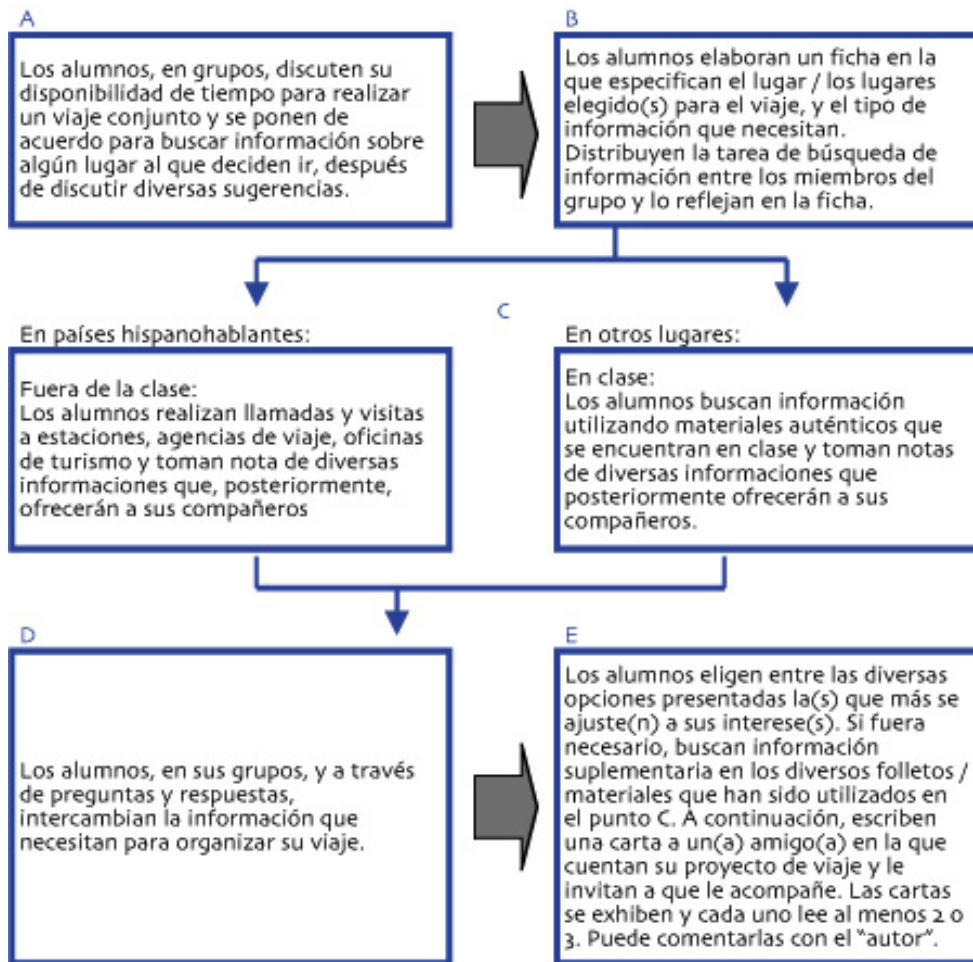 A
Los alumnos, en grupos, discuten su
disponibilidad de tiempo para realizar
un viaje conjunto y se ponen de
acuerdo para buscar información sobre
algún lugar al que deciden ir, después
de discutir diversas sugerencias.
B
Los alumnos elaboran un ficha en la
que especifican el lugar / los lugares
elegido(s) para el viaje, y el tipo de
información que necesitan.
Distribuyen la tarea de búsqueda de
información entre los miembros del
grupo y lo reflejan en la ficha.
C
En países hispanohablantes:
Fuera de la clase:
Los alumnos realizan llamadas y visitas
a estaciones, agencias de viaje, oficinas
de turismo y toman nota de diversas
informaciones que, posteriormente,
ofrecerán a sus compañeros
En otros lugares:
En clase:
Los alumnos buscan información
utilizando materiales auténticos que
se encuentran en clase y toman notas
de diversas informaciones que
posteriormente ofrecerán a sus
compañeros.
D
Los alumnos, en sus grupos, y a través
de preguntas y respuestas,
intercambian la información que
necesitan para organizar su viaje.
E
Los alumnos eligen entre las diversas
opciones presentadas la(s) que más se
ajuste(n) a sus interese(s). Si fuera
necesario, buscan información
suplementaria en los diversos folletos /
materiales que han sido utilizados en
el punto C. A continuación, escriben
una carta a un(a) amigo(a) en la que
cuentan su proyecto de viaje y le
invitan a que le acompañe. Las cartas
se exhiben y cada uno lee al menos 2 o
3. Puede comentarlas con el "autor".